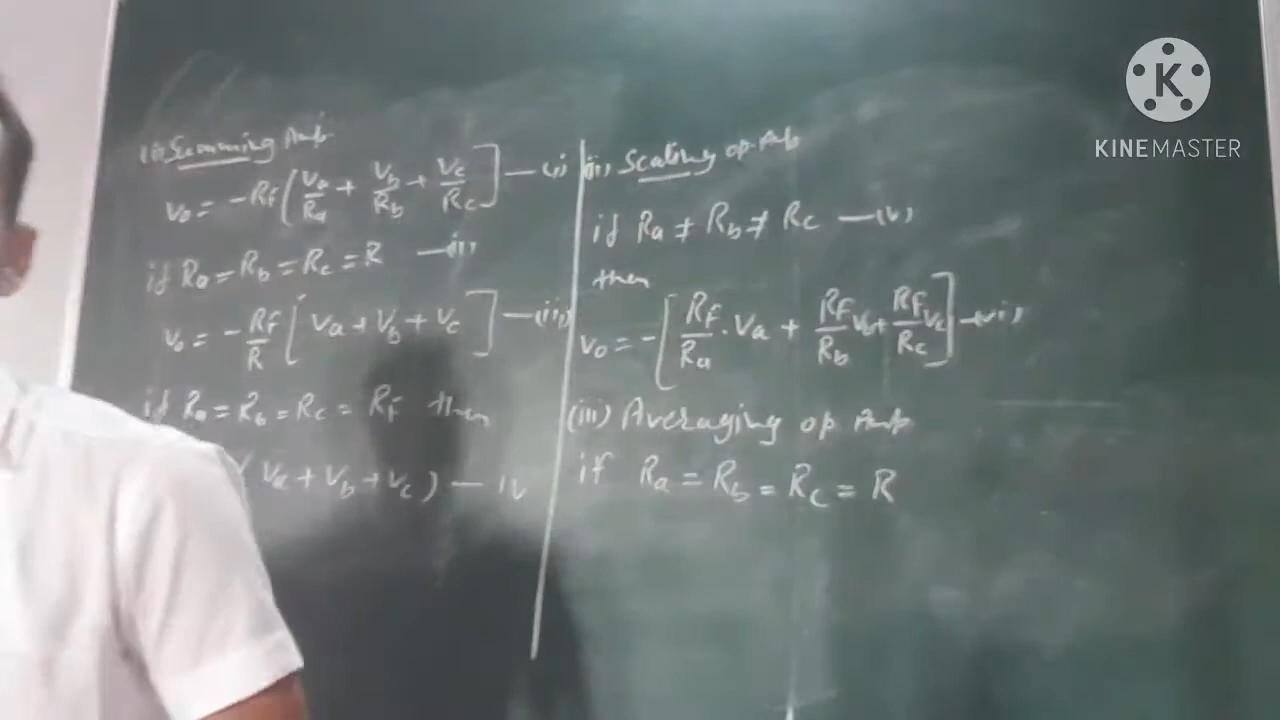 (i) Summing Amp
V₀ = -RF [Va/Ra + Vb/Rb + Vc/Rc] — (i)
if Ra = Rb = Rc = R — (ii)
V₀ = - RF/R [Va + Vb + Vc] — (iii)
if Ra = Rb = Rc = RF then
(Va + Vb + Vc) — iv
(ii) Scaling op-Amp
if Ra ≠ Rb ≠ Rc — (v)
then
V₀ = -[RF/Ra . Va + RF/Rb Vb + RF/Rc Vc] — (vi)
(iii) Averaging op Amp
if Ra = Rb = Rc = R
K
KINEMASTER